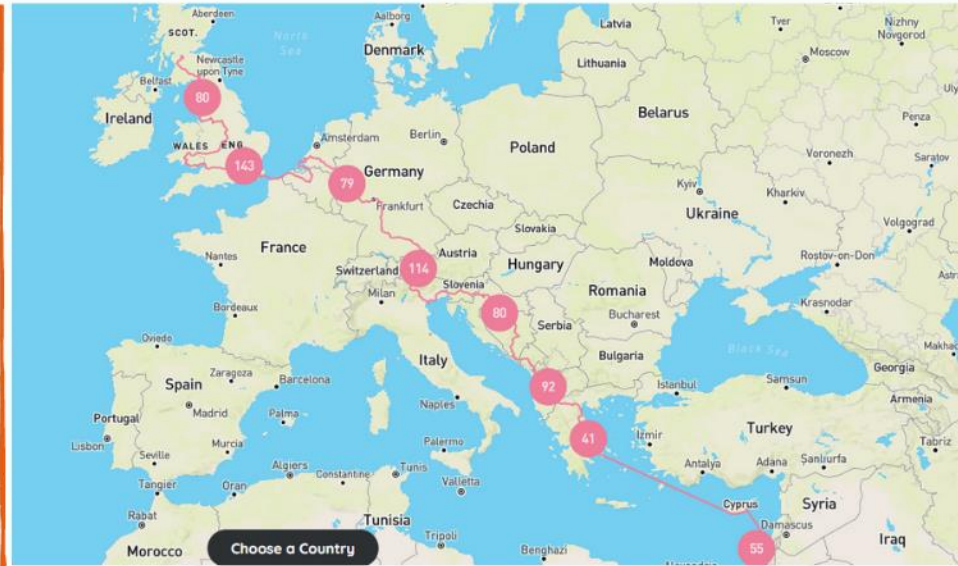 Aberdeen
SCOT.
North
Sea
Aalborg
Denmark
Latvia
Lithuania
Tver
Moscow
Nizhny
Novgorod
Newcastle
upon Tyne
Belfast
80
Ireland
WALES
ENG.
143
Amsterdam
Berlin
Poland
Belarus
Penza
Germany
79
Frankfurt
Czechia
Slovakia
Kyiv
Kharkiv
Voronezh
Saratov
Ukraine
Volgograd
France
Nantes
Switzerland
114
Austria
Hungary
Moldova
Rostov-on-Don
Milan
Slovenia
Romania
Krasnodar
Bordeaux
80
Serbia
Bucharest
Oviedo
Italy
Bulgaria
Black Sea
Georgia
Spain
Zaragoza
Barcelona
92
Istanbul
Samsun
Armenia
Portugal
Madrid
Palma
Naples
Lisbon
Murcia
Seville
Palermo
41
Izmir
Turkey
Tabriz
Antalya
Adana
Şanlıurfa
Tangier
Oran
Algiers
Constantine
Tunis
Valletta
Cyprus
Syria
Rabat
Tunisia
Damascus
Iraq
Morocco
Choose a Country
Tripoli
Benghazi
55